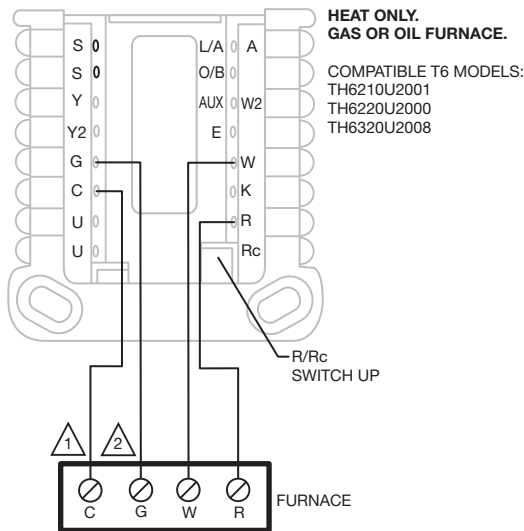 HEAT ONLY.
GAS OR OIL FURNACE.
COMPATIBLE T6 MODELS:
TH6210U2001
TH6220U2000
TH6320U2008
S L/A A
S O/B
Y AUX W2
Y2 E
G W
C K
U R
U Rc
R/Rc
SWITCH UP
1 2
C G W R
FURNACE